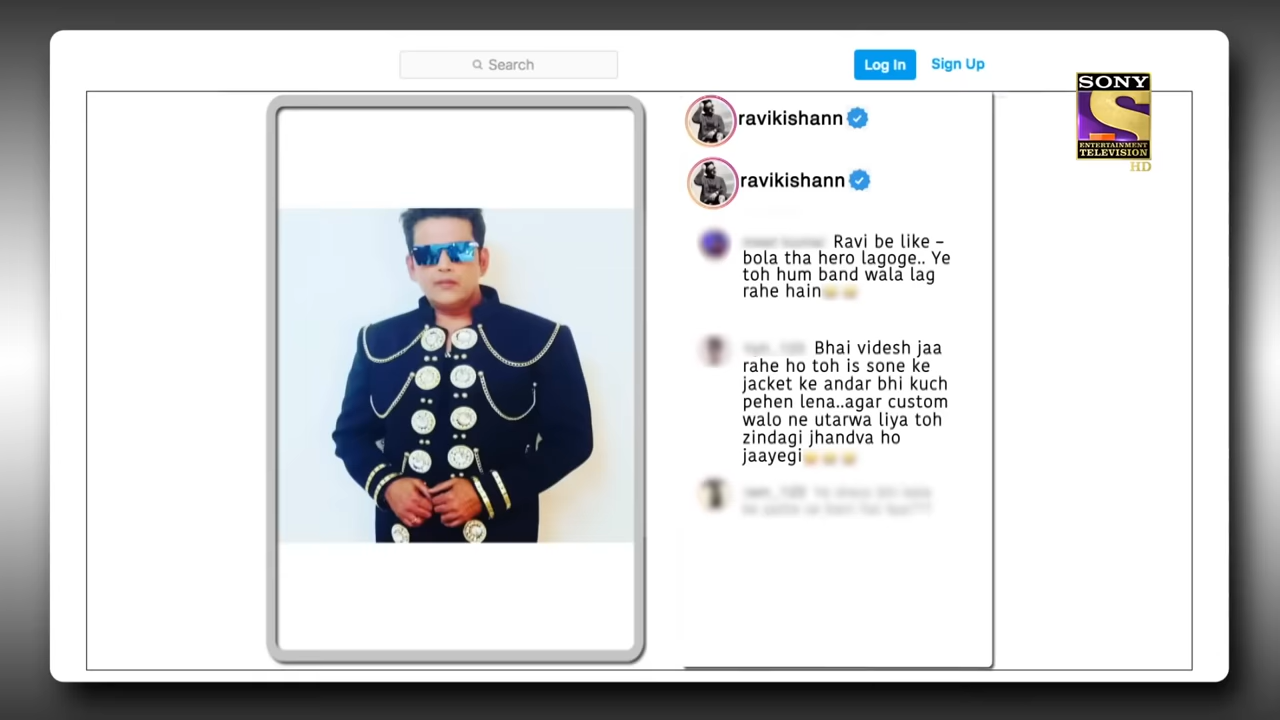 Search
Log In
Sign Up
SONY
ENTERTAINMENT
TELEVISION
HD
ravikishann
ravikishann
Ravi be like –
bola tha hero lagoge.. Ye
toh hum band wala lag
rahe hain
Bhai videsh jaa
rahe ho toh is sone ke
jacket ke andar bhi kuch
pehen lena..agar custom
walo ne utarwa liya toh
zindagi jhandva ho
jaayegi